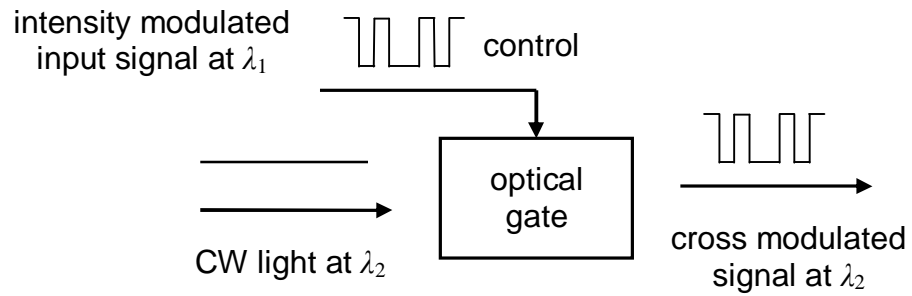 intensity modulated
input signal at λ₁
control
optical
gate
CW light at λ₂
cross modulated
signal at λ₂